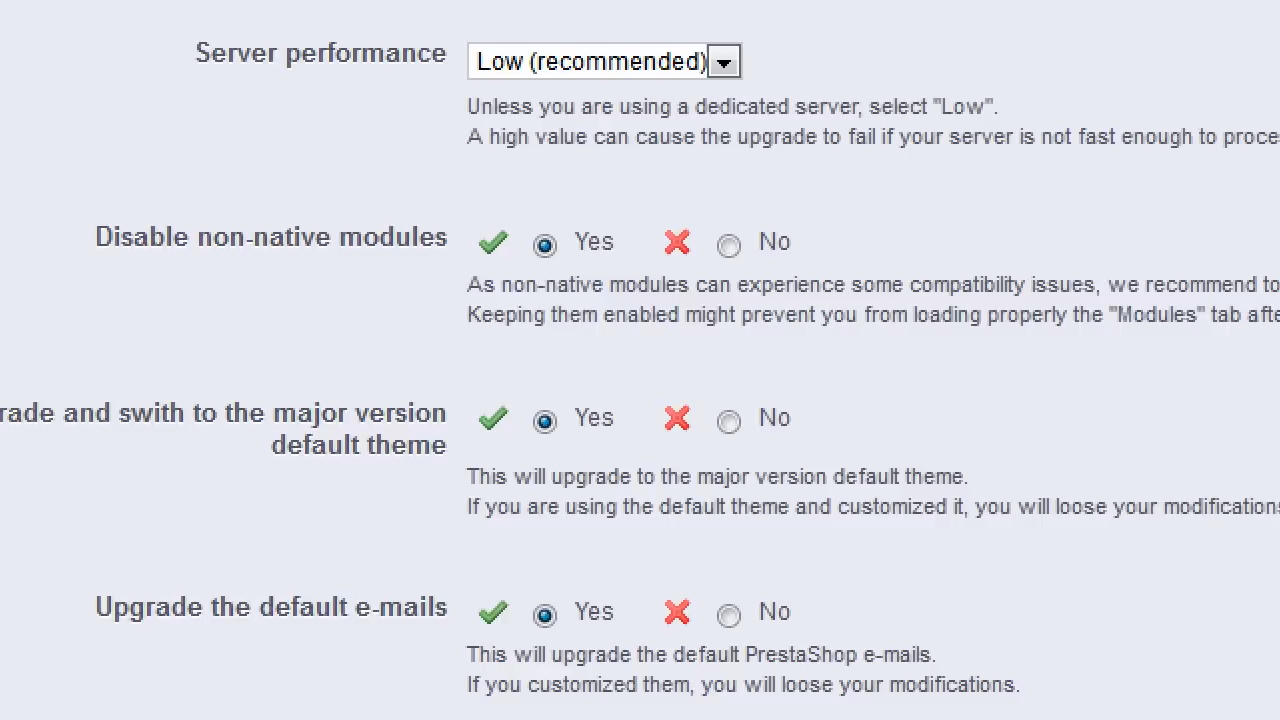 Server performance
Low (recommended)
Unless you are using a dedicated server, select "Low".
A high value can cause the upgrade to fail if your server is not fast enough to proce
Disable non-native modules
Yes No
As non-native modules can experience some compatibility issues, we recommend to
Keeping them enabled might prevent you from loading properly the "Modules" tab afte
rade and swith to the major version
default theme
Yes No
This will upgrade to the major version default theme.
If you are using the default theme and customized it, you will loose your modifications
Upgrade the default e-mails
Yes No
This will upgrade the default PrestaShop e-mails.
If you customized them, you will loose your modifications.